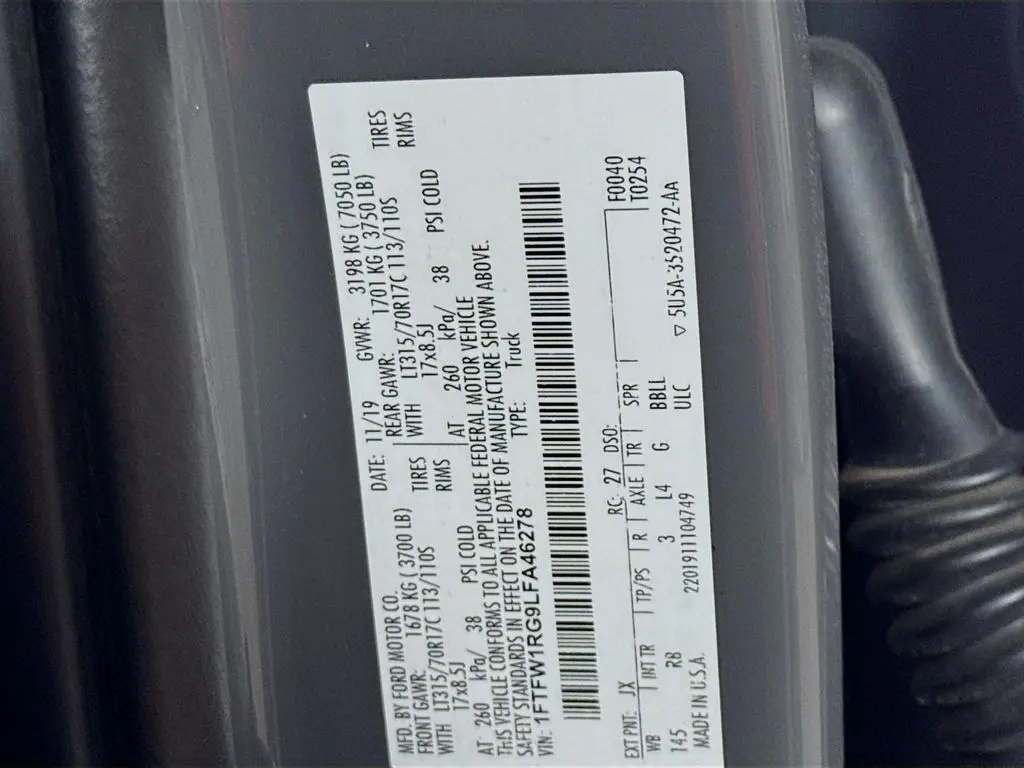 MFD. BY FORD MOTOR CO. DATE: 11/19 GVWR: 3198 KG ( 7050 LB)
FRONT GAWR: 1678 KG ( 3700 LB) REAR GAWR: 1701 KG ( 3750 LB)
WITH LT315/70R17C 113/110S TIRES WITH LT315/70R17C 113/110S TIRES
17x8.5J RIMS 17x8.5J RIMS
AT 260 kPa/ 38 PSI COLD AT 260 kPa/ 38 PSI COLD
THIS VEHICLE CONFORMS TO ALL APPLICABLE FEDERAL MOTOR VEHICLE
SAFETY STANDARDS IN EFFECT ON THE DATE OF MANUFACTURE SHOWN ABOVE.
VIN: 1FTFW1RG9LFA46278 TYPE: Truck
EXT PNT: JX RC: 27 DSO: F0040
WB INT TR TP/PS R AXLE TR SPR T0254
145 R8 3 L4 G BBLL
MADE IN U.S.A. 2201911104749 ULC ▽ 5U5A-3520472-AA